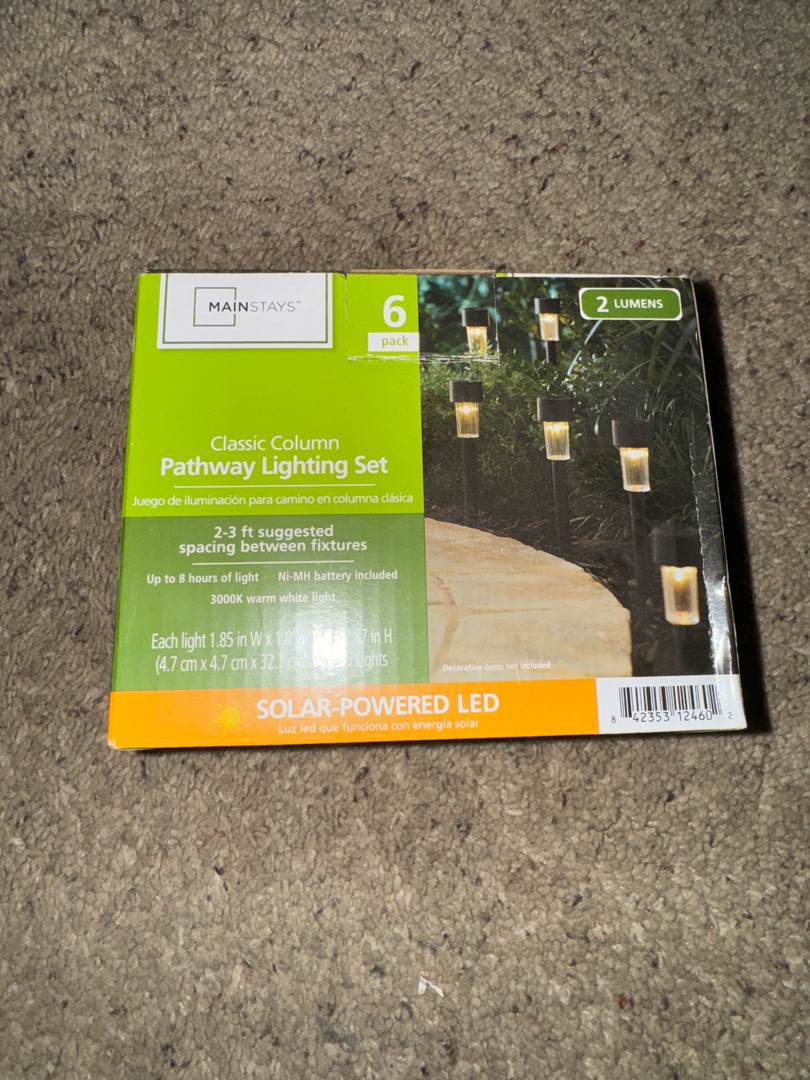 MAINSTAYS™
6
pack
2 LUMENS
Classic Column
Pathway Lighting Set
Juego de iluminación para camino en columna clásica
2-3 ft suggested
spacing between fixtures
Up to 8 hours of light Ni-MH battery included
3000K warm white light
Each light 1.85 in W x in H
(4.7 cm x 4.7 cm x
Decorative items not included
SOLAR-POWERED LED
Luz led que funciona con energía solar
8 42353 12460 2